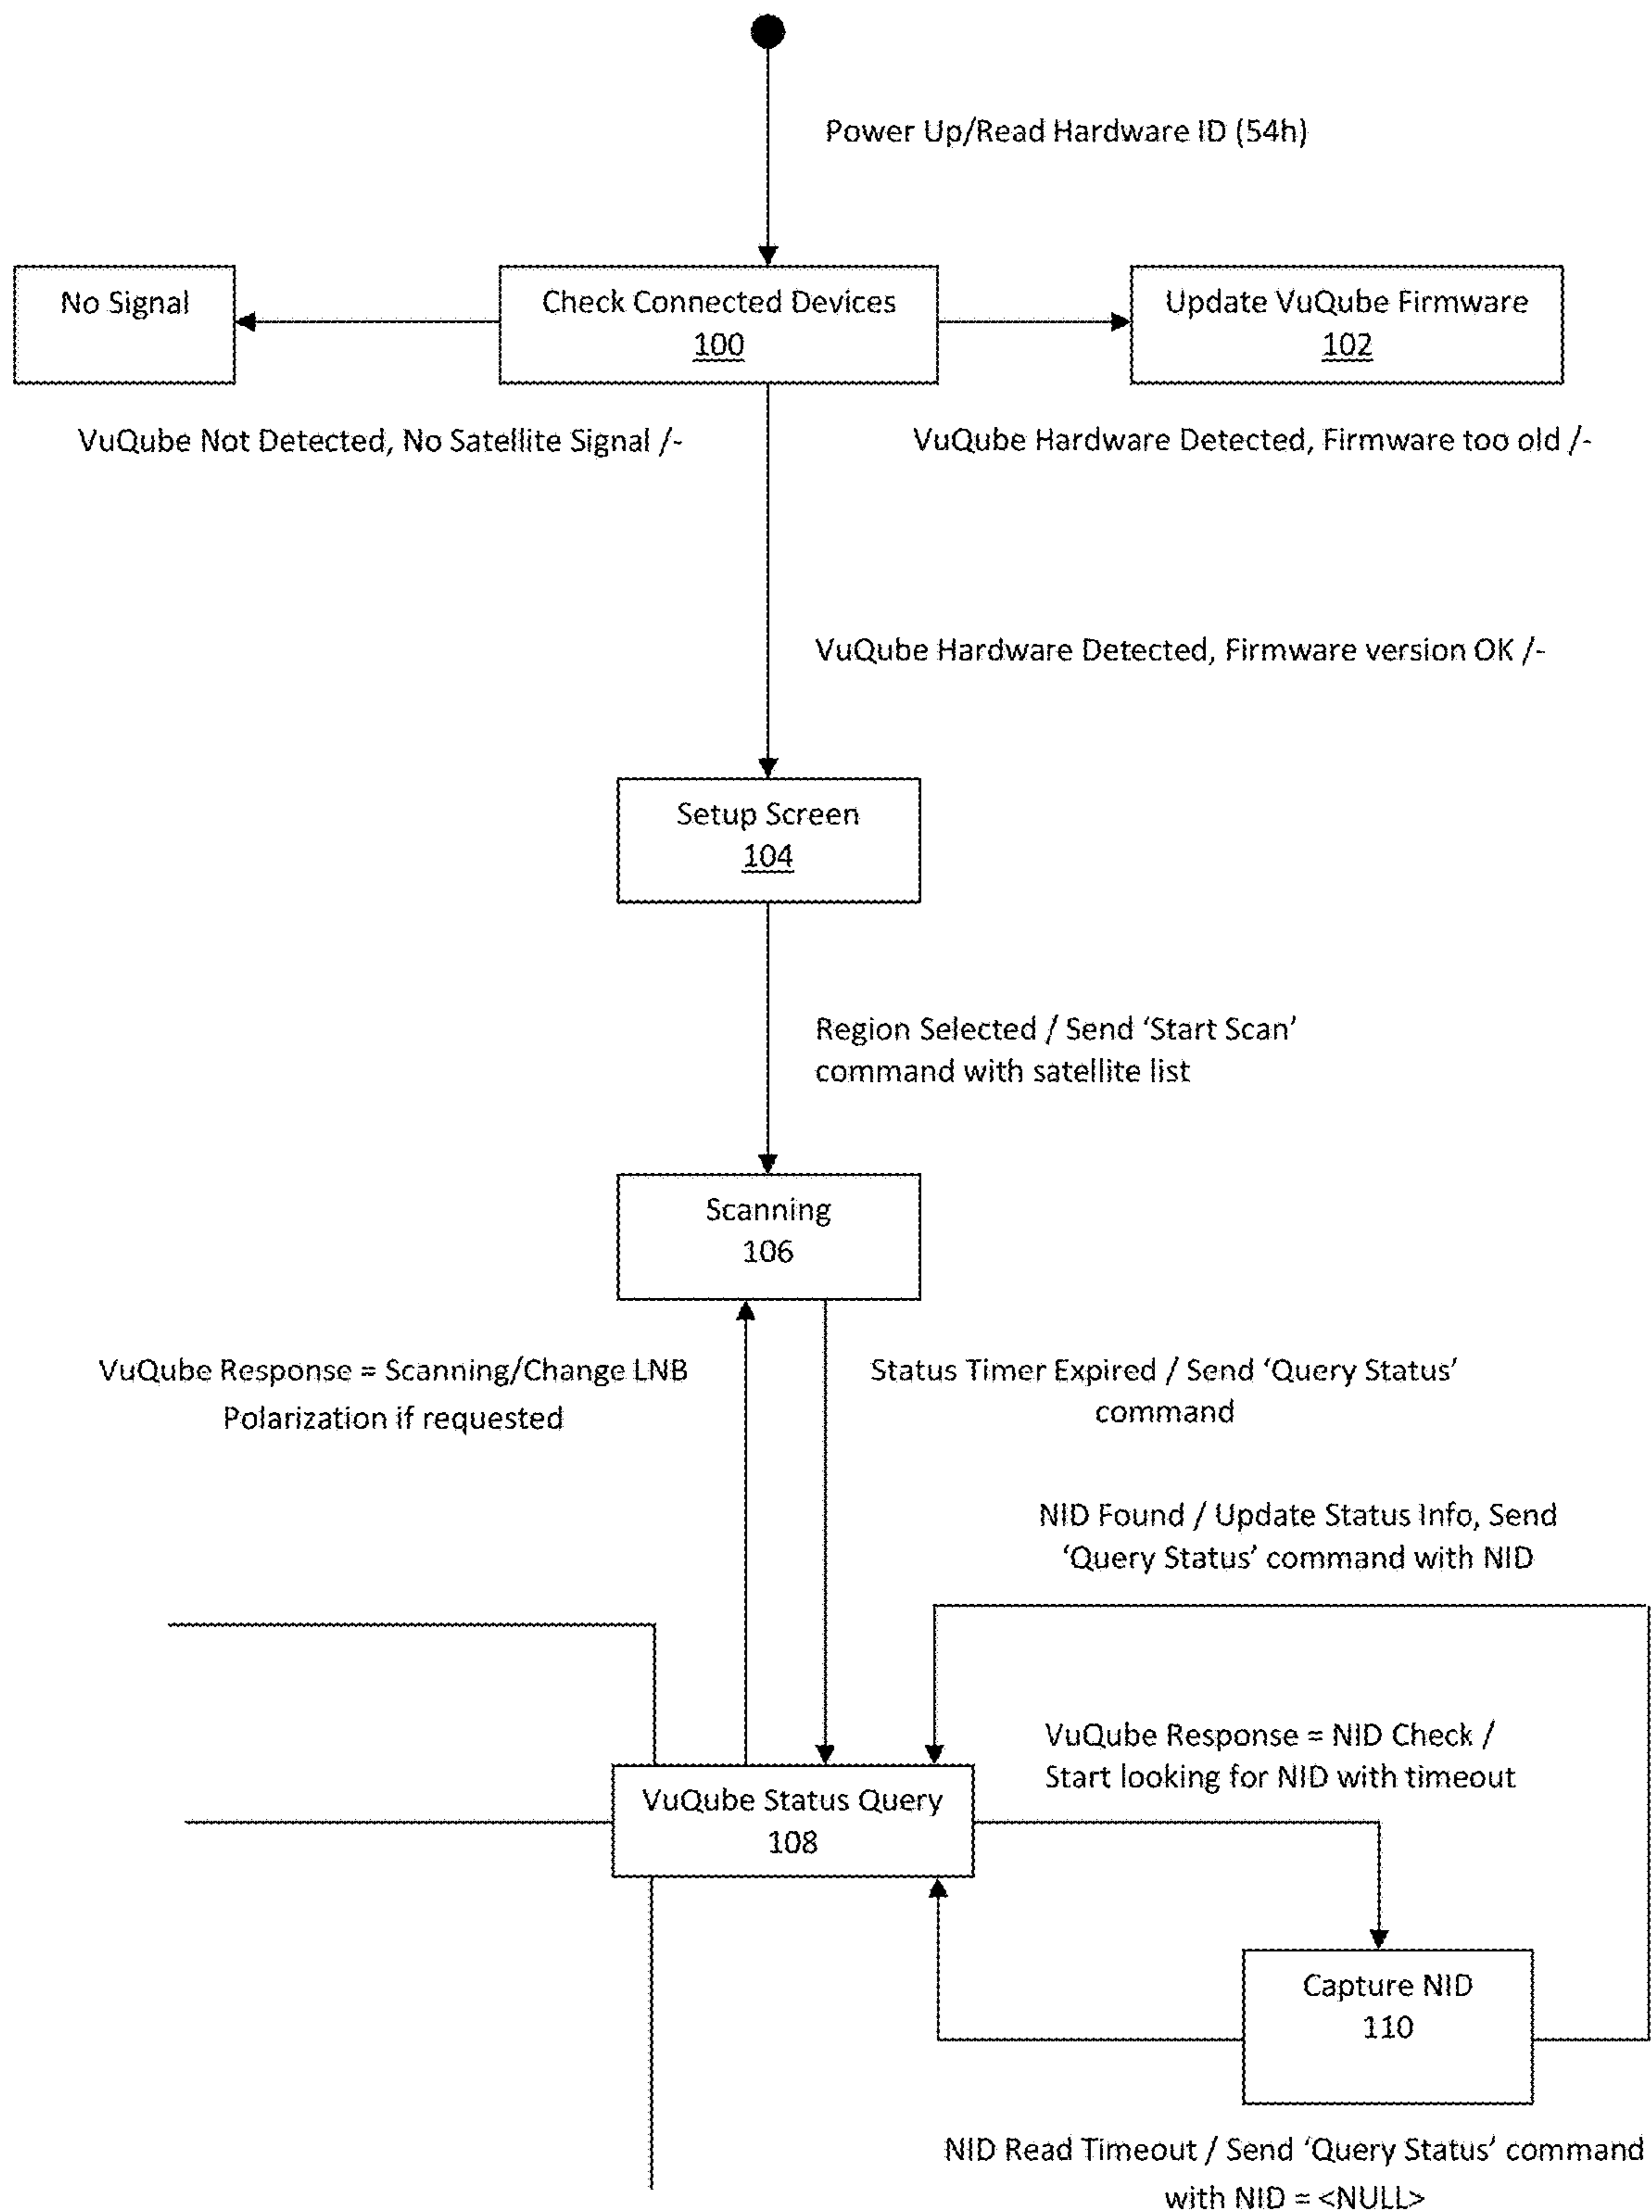 Power Up/Read Hardware ID (54h)
No Signal
Check Connected Devices
100
Update VuQube Firmware
102
VuQube Not Detected, No Satellite Signal /-
VuQube Hardware Detected, Firmware too old /-
VuQube Hardware Detected, Firmware version OK /-
Setup Screen
104
Region Selected / Send ‘Start Scan’
command with satellite list
Scanning
106
VuQube Response = Scanning/Change LNB
Polarization if requested
Status Timer Expired / Send ‘Query Status’
command
NID Found / Update Status Info, Send
‘Query Status’ command with NID
VuQube Response = NID Check /
Start looking for NID with timeout
VuQube Status Query
108
Capture NID
110
NID Read Timeout / Send ‘Query Status’ command
with NID = <NULL>